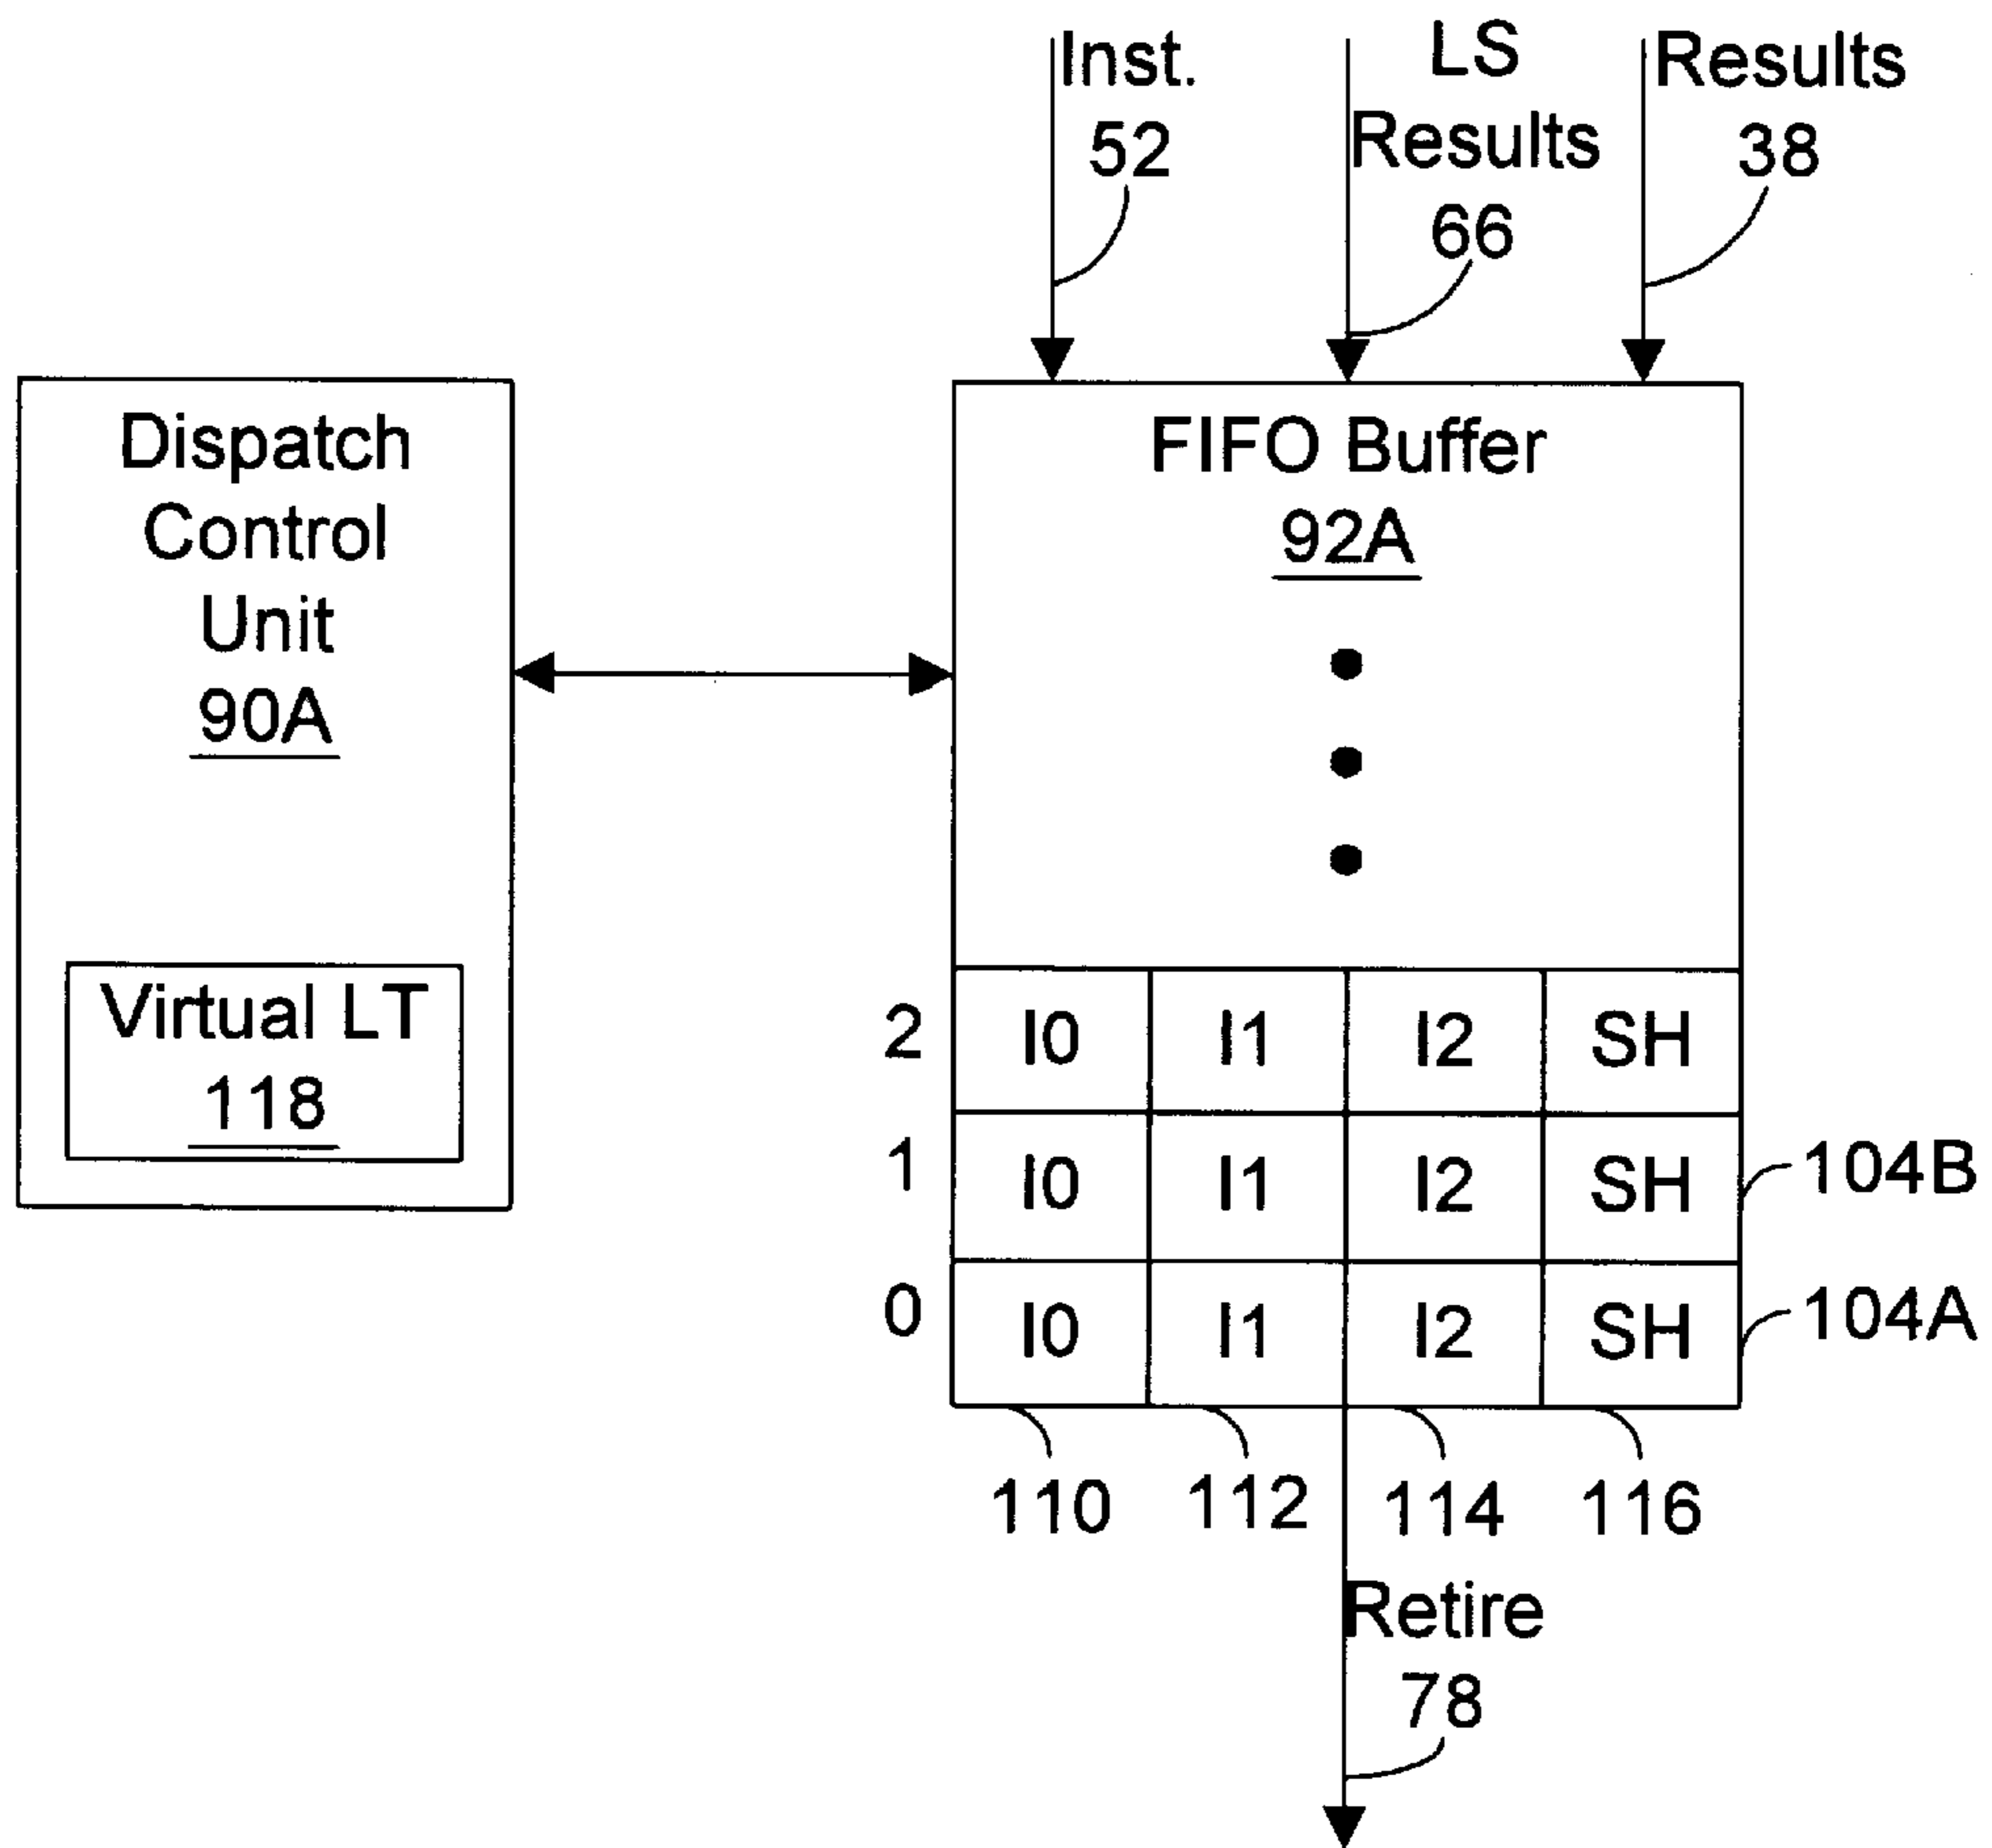 Inst.
52
LS
Results
66
Results
38
Dispatch
Control
Unit
90A
Virtual LT
118
FIFO Buffer
92A
2 I0 I1 I2 SH
1 I0 I1 I2 SH 104B
0 I0 I1 I2 SH 104A
110 112 114 116
Retire
78